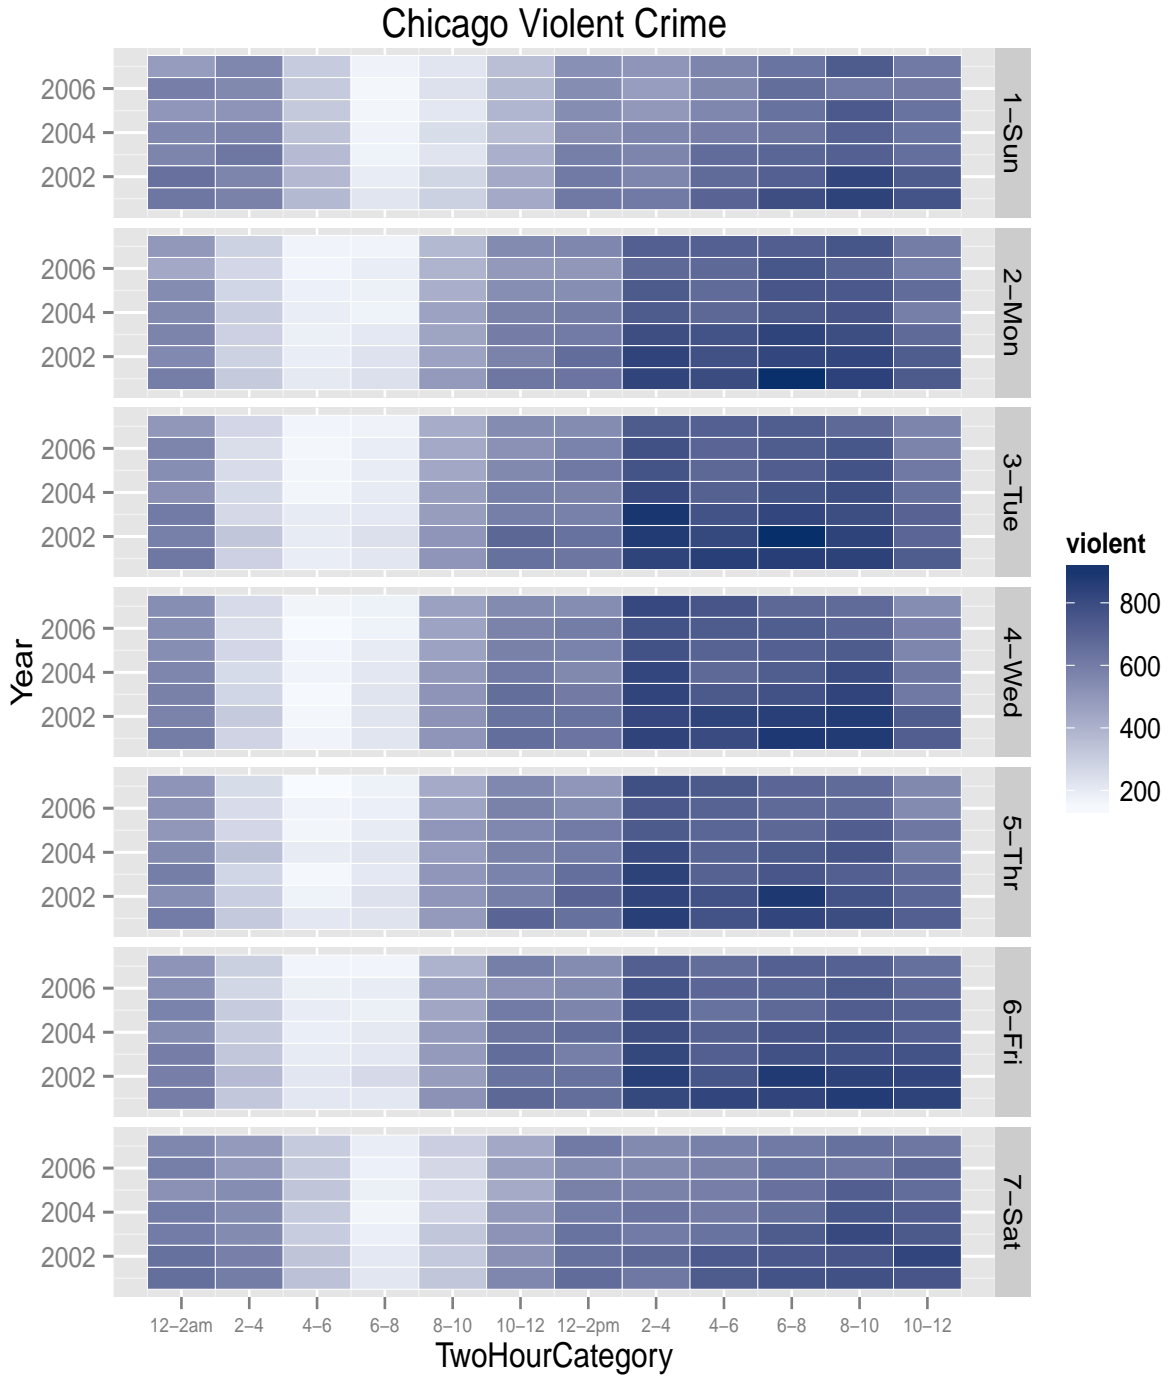 Chicago Violent Crime
2006
2004
2002
1–Sun
2006
2004
2002
2–Mon
2006
2004
2002
3–Tue
2006
2004
2002
4–Wed
2006
2004
2002
5–Thr
2006
2004
2002
6–Fri
2006
2004
2002
7–Sat
Year
12–2am 2–4 4–6 6–8 8–10 10–12 12–2pm 2–4 4–6 6–8 8–10 10–12
TwoHourCategory
violent
800
600
400
200